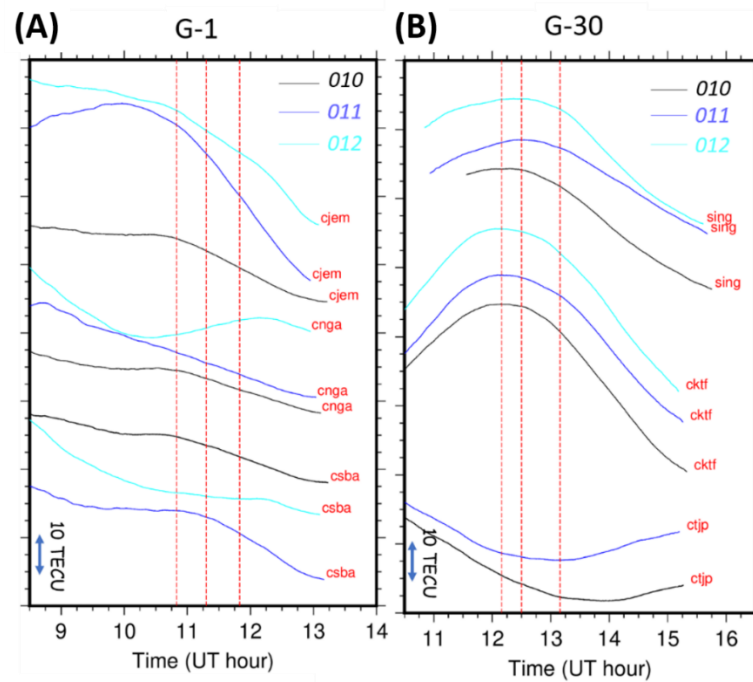 (A)
G-1
010
011
012
cjem
cjem
cjem
cnga
cnga
cnga
csba
csba
csba
10 TECU
9 10 11 12 13 14
Time (UT hour)
(B)
G-30
010
011
012
sing
sing
sing
cktf
cktf
cktf
ctjp
ctjp
10 TECU
11 12 13 14 15 16
Time (UT hour)